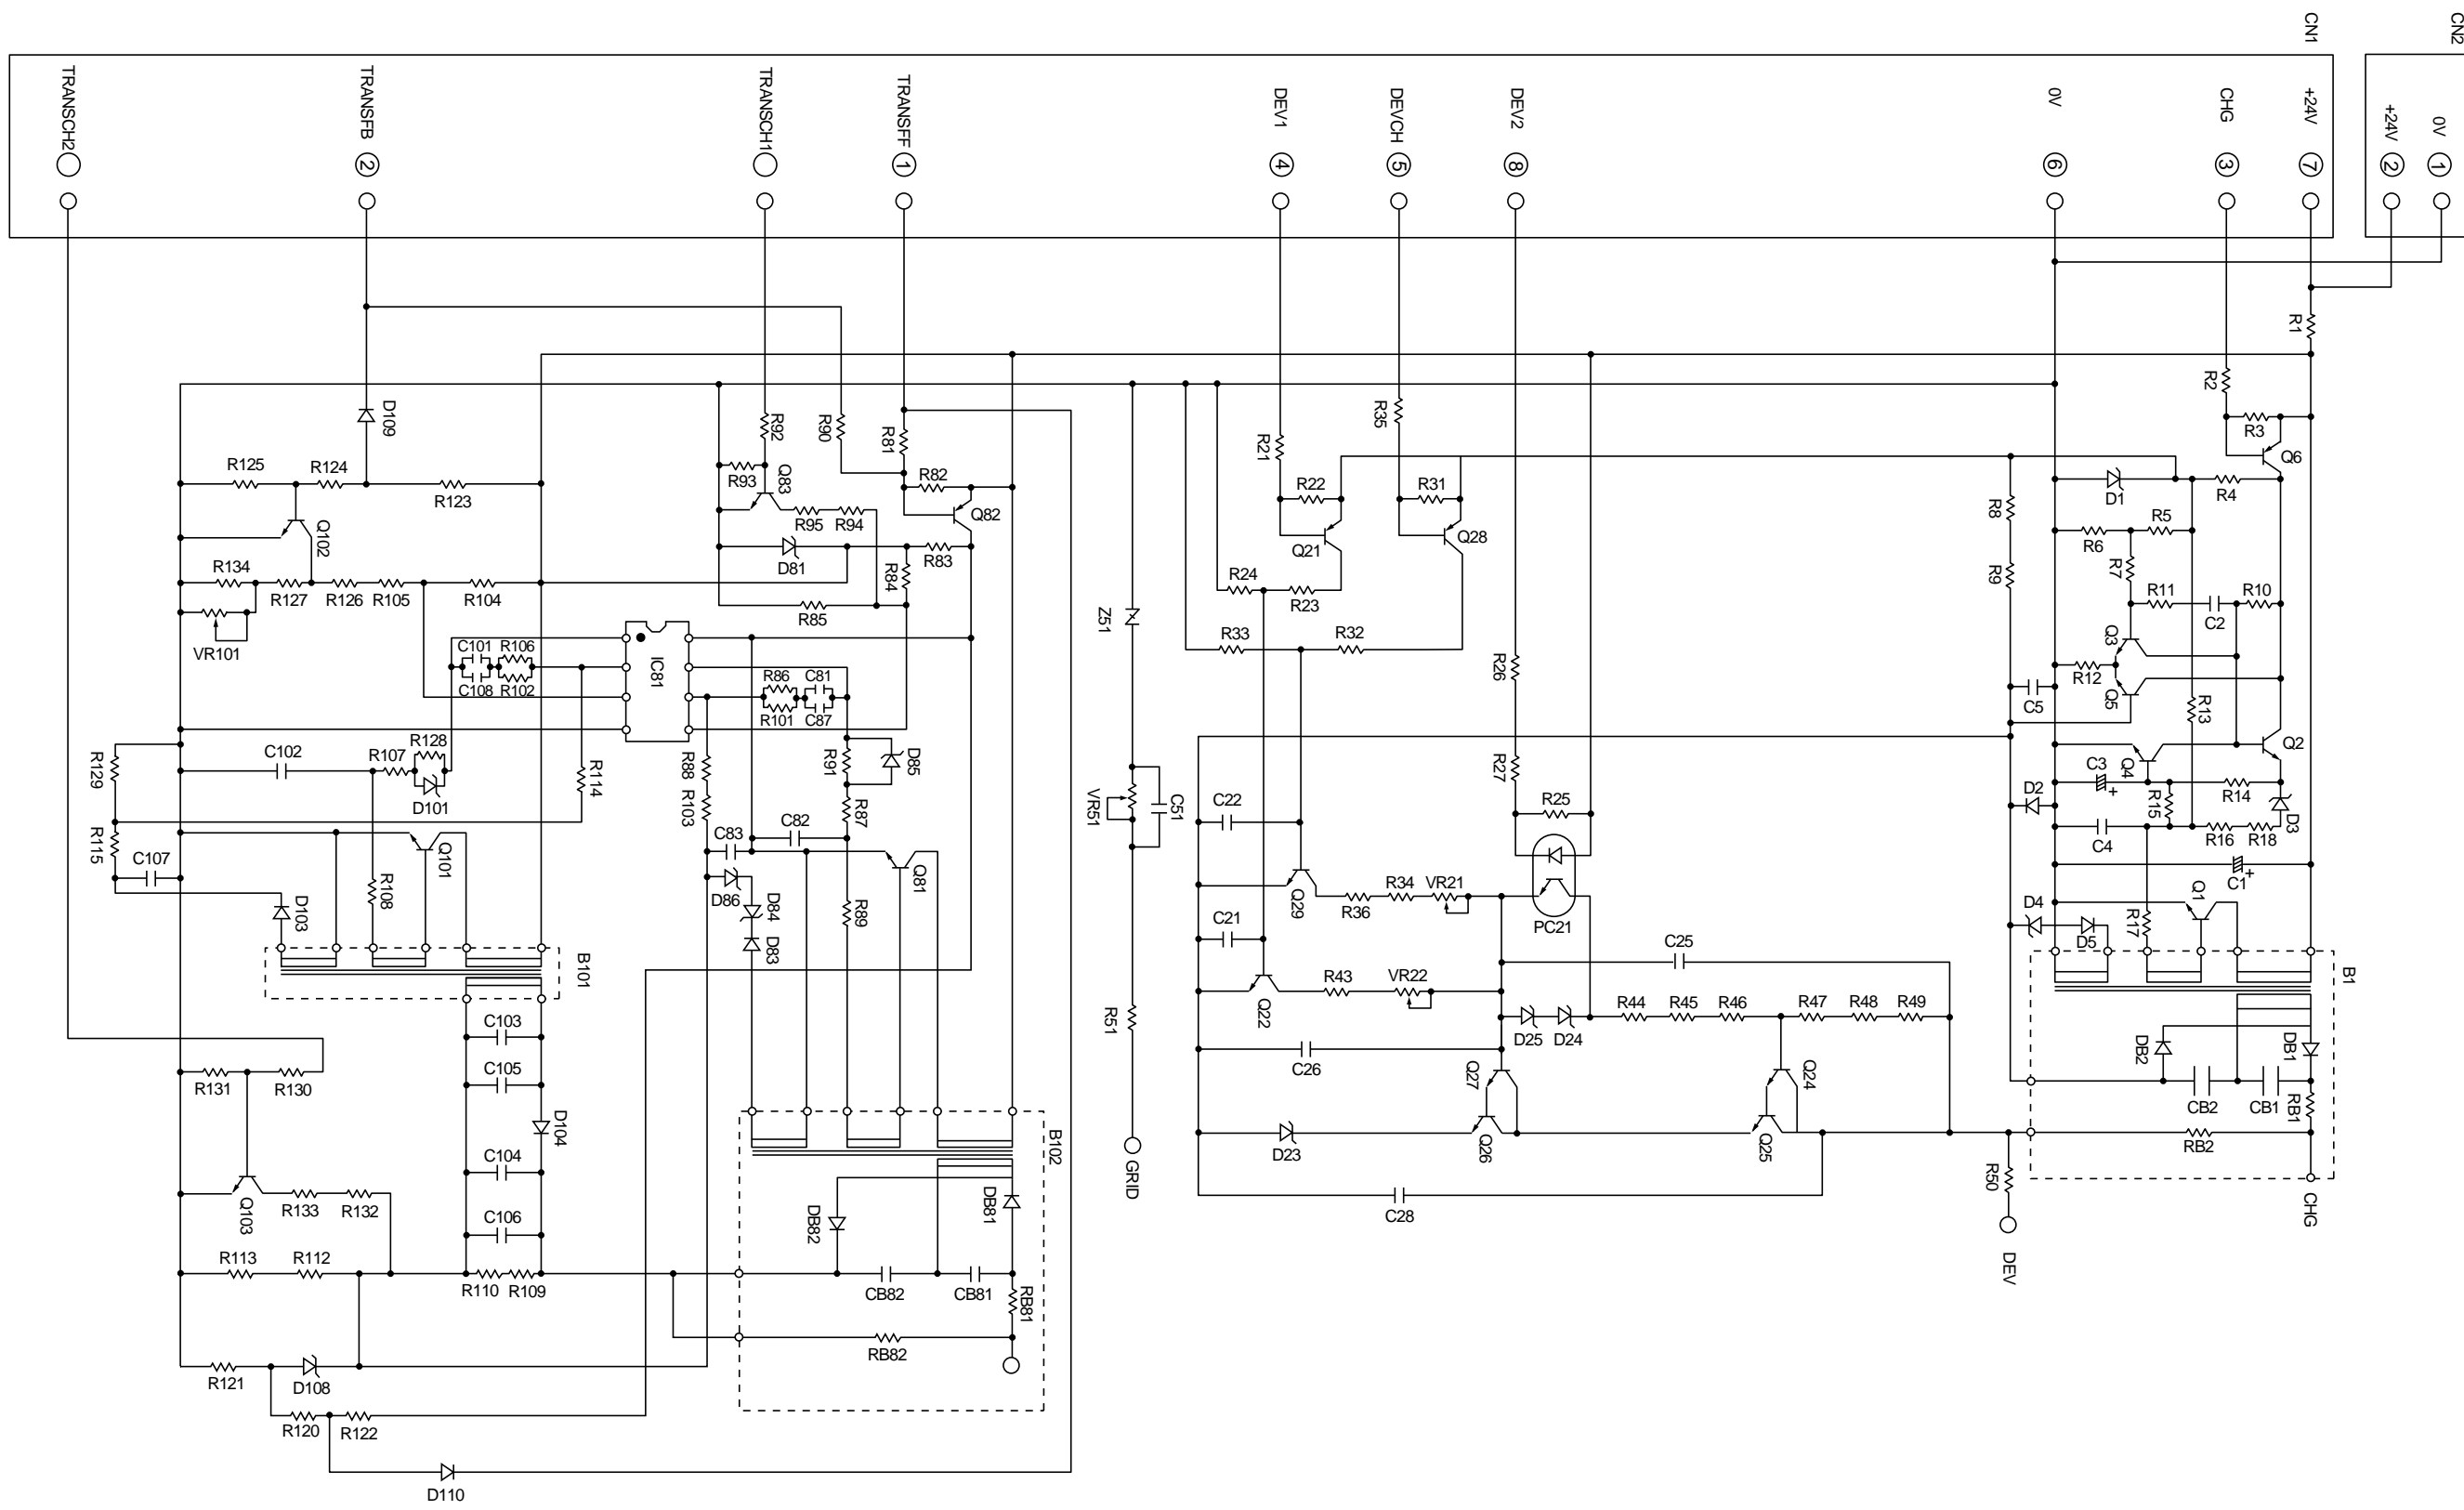 CN2
CN1
0V 1
+24V 2
+24V 7
CHG 3
0V 6
DEV2 8
DEVCH 5
DEV1 4
TRANSFF 1
TRANSCH1
TRANSFB 2
TRANSCH2
R1
R2
R3
Q6
D1
R4
R5
R6
R7
R8
R9
R10
R11
C2
Q3
R12
Q5
C5
R13
Q2
Q4
C3
+
R14
R15
D2
D3
C4
R16
R18
C1
+
Q1
D4
D5
R17
B1
DB2
DB1
CB2
CB1
RB1
RB2
CHG
R50
DEV
R35
R21
R22
R31
Q21
Q28
R24
R23
R33
R32
R26
R27
R25
C22
Q29
R36
R34
VR21
PC21
C21
R43
VR22
Q22
C25
R44
R45
R46
R47
R48
R49
D25
D24
C26
Q27
Q24
D23
Q26
Q25
C28
Z51
VR51
C51
R51
GRID
R92
R90
R81
R82
R93
Q83
R95
R94
Q82
D81
R83
R84
R85
IC81
R86
C81
R101
C87
R88
R103
R91
D85
R87
C83
C82
Q81
D86
D84
D83
R89
B102
DB82
DB81
CB82
CB81
RB81
RB82
D109
R125
R124
R123
Q102
R134
R127
R126
R105
R104
VR101
C101
R106
C108
R102
R129
C102
R107
R128
D101
R114
R115
C107
R108
Q101
D103
B101
C103
C105
D104
C104
C106
R131
R130
Q103
R133
R132
R113
R112
R110
R109
R121
D108
R120
R122
D110